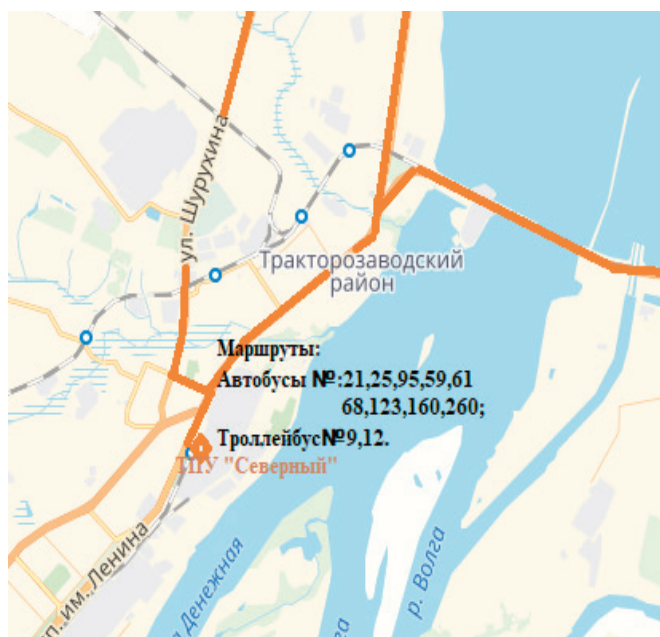 ул. Шурухина
Тракторозаводский
район
Маршруты:
Автобусы №:21,25,95,59,61
68,123,160,260;
Троллейбус№9,12.
ТПУ "Северный"
п. им. Ленина
Денежная
р. Волга
га